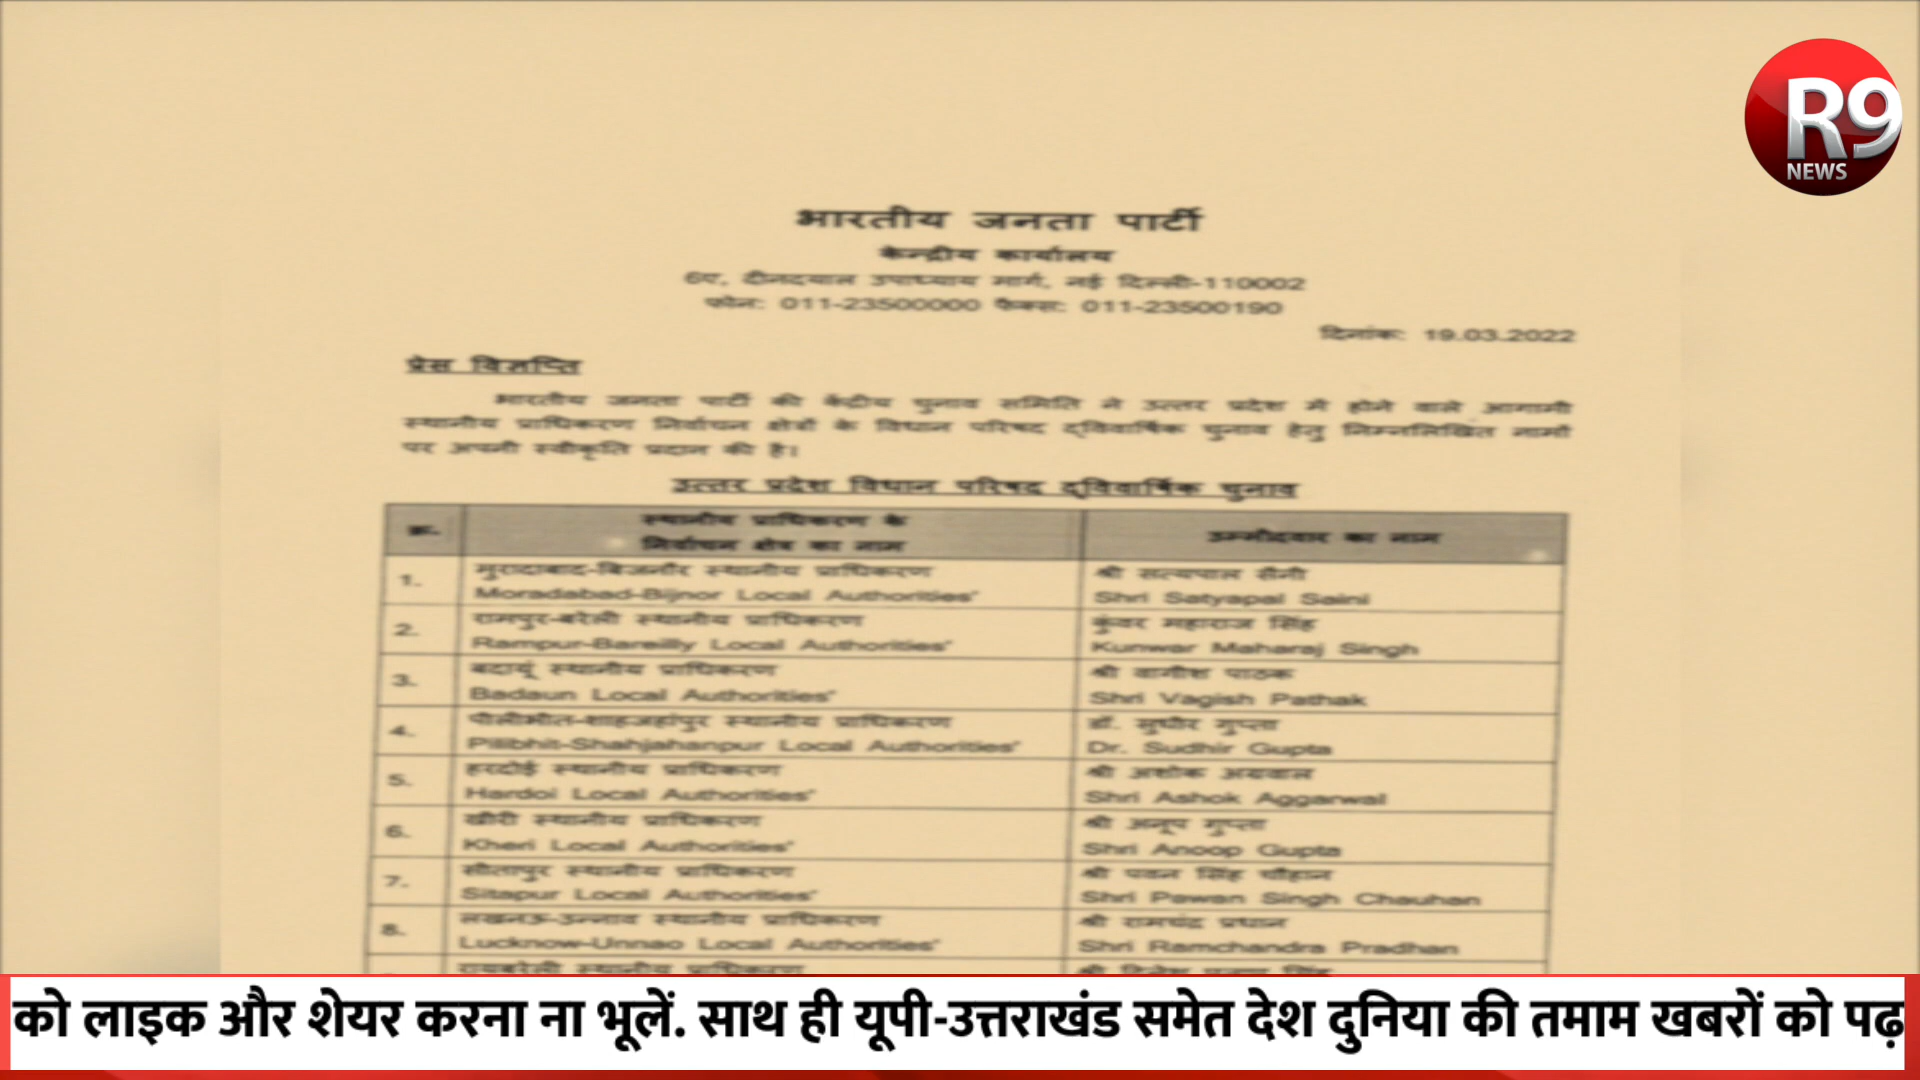 R9
NEWS
भारतीय जनता पार्टी
केन्द्रीय कार्यालय
6ए, दीनदयाल उपाध्याय मार्ग, नई दिल्ली-110002
फोन: 011-23500000 फैक्स: 011-23500190
दिनांक: 19.03.2022
प्रेस विज्ञप्ति
भारतीय जनता पार्टी की केंद्रीय चुनाव समिति ने उत्तर प्रदेश में होने वाले आगामी
स्थानीय प्राधिकरण निर्वाचन क्षेत्रों के विधान परिषद द्विवार्षिक चुनाव हेतु निम्नलिखित नामों
पर अपनी स्वीकृति प्रदान की है।
उत्तर प्रदेश विधान परिषद द्विवार्षिक चुनाव
क्र. स्थानीय प्राधिकरण के निर्वाचन क्षेत्र का नाम उम्मीदवार का नाम
1. मुरादाबाद-बिजनौर स्थानीय प्राधिकरण श्री सत्यपाल सैनी
Moradabad-Bijnor Local Authorities' Shri Satyapal Saini
2. रामपुर-बरेली स्थानीय प्राधिकरण कुंवर महाराज सिंह
Rampur-Bareilly Local Authorities' Kunwar Maharaj Singh
3. बदायूं स्थानीय प्राधिकरण श्री वागीश पाठक
Badaun Local Authorities' Shri Vagish Pathak
4. पीलीभीत-शाहजहांपुर स्थानीय प्राधिकरण डॉ. सुधीर गुप्ता
Pilibhit-Shahjahanpur Local Authorities' Dr. Sudhir Gupta
5. हरदोई स्थानीय प्राधिकरण श्री अशोक अग्रवाल
Hardoi Local Authorities' Shri Ashok Aggarwal
6. खीरी स्थानीय प्राधिकरण श्री अनूप गुप्ता
Kheri Local Authorities' Shri Anoop Gupta
7. सीतापुर स्थानीय प्राधिकरण श्री पवन सिंह चौहान
Sitapur Local Authorities' Shri Pawan Singh Chauhan
8. लखनऊ-उन्नाव स्थानीय प्राधिकरण श्री रामचंद्र प्रधान
Lucknow-Unnao Local Authorities' Shri Ramchandra Pradhan
रायबरेली स्थानीय प्राधिकरण श्री दिनेश प्रताप सिंह
को लाइक और शेयर करना ना भूलें. साथ ही यूपी-उत्तराखंड समेत देश दुनिया की तमाम खबरों को पढ़